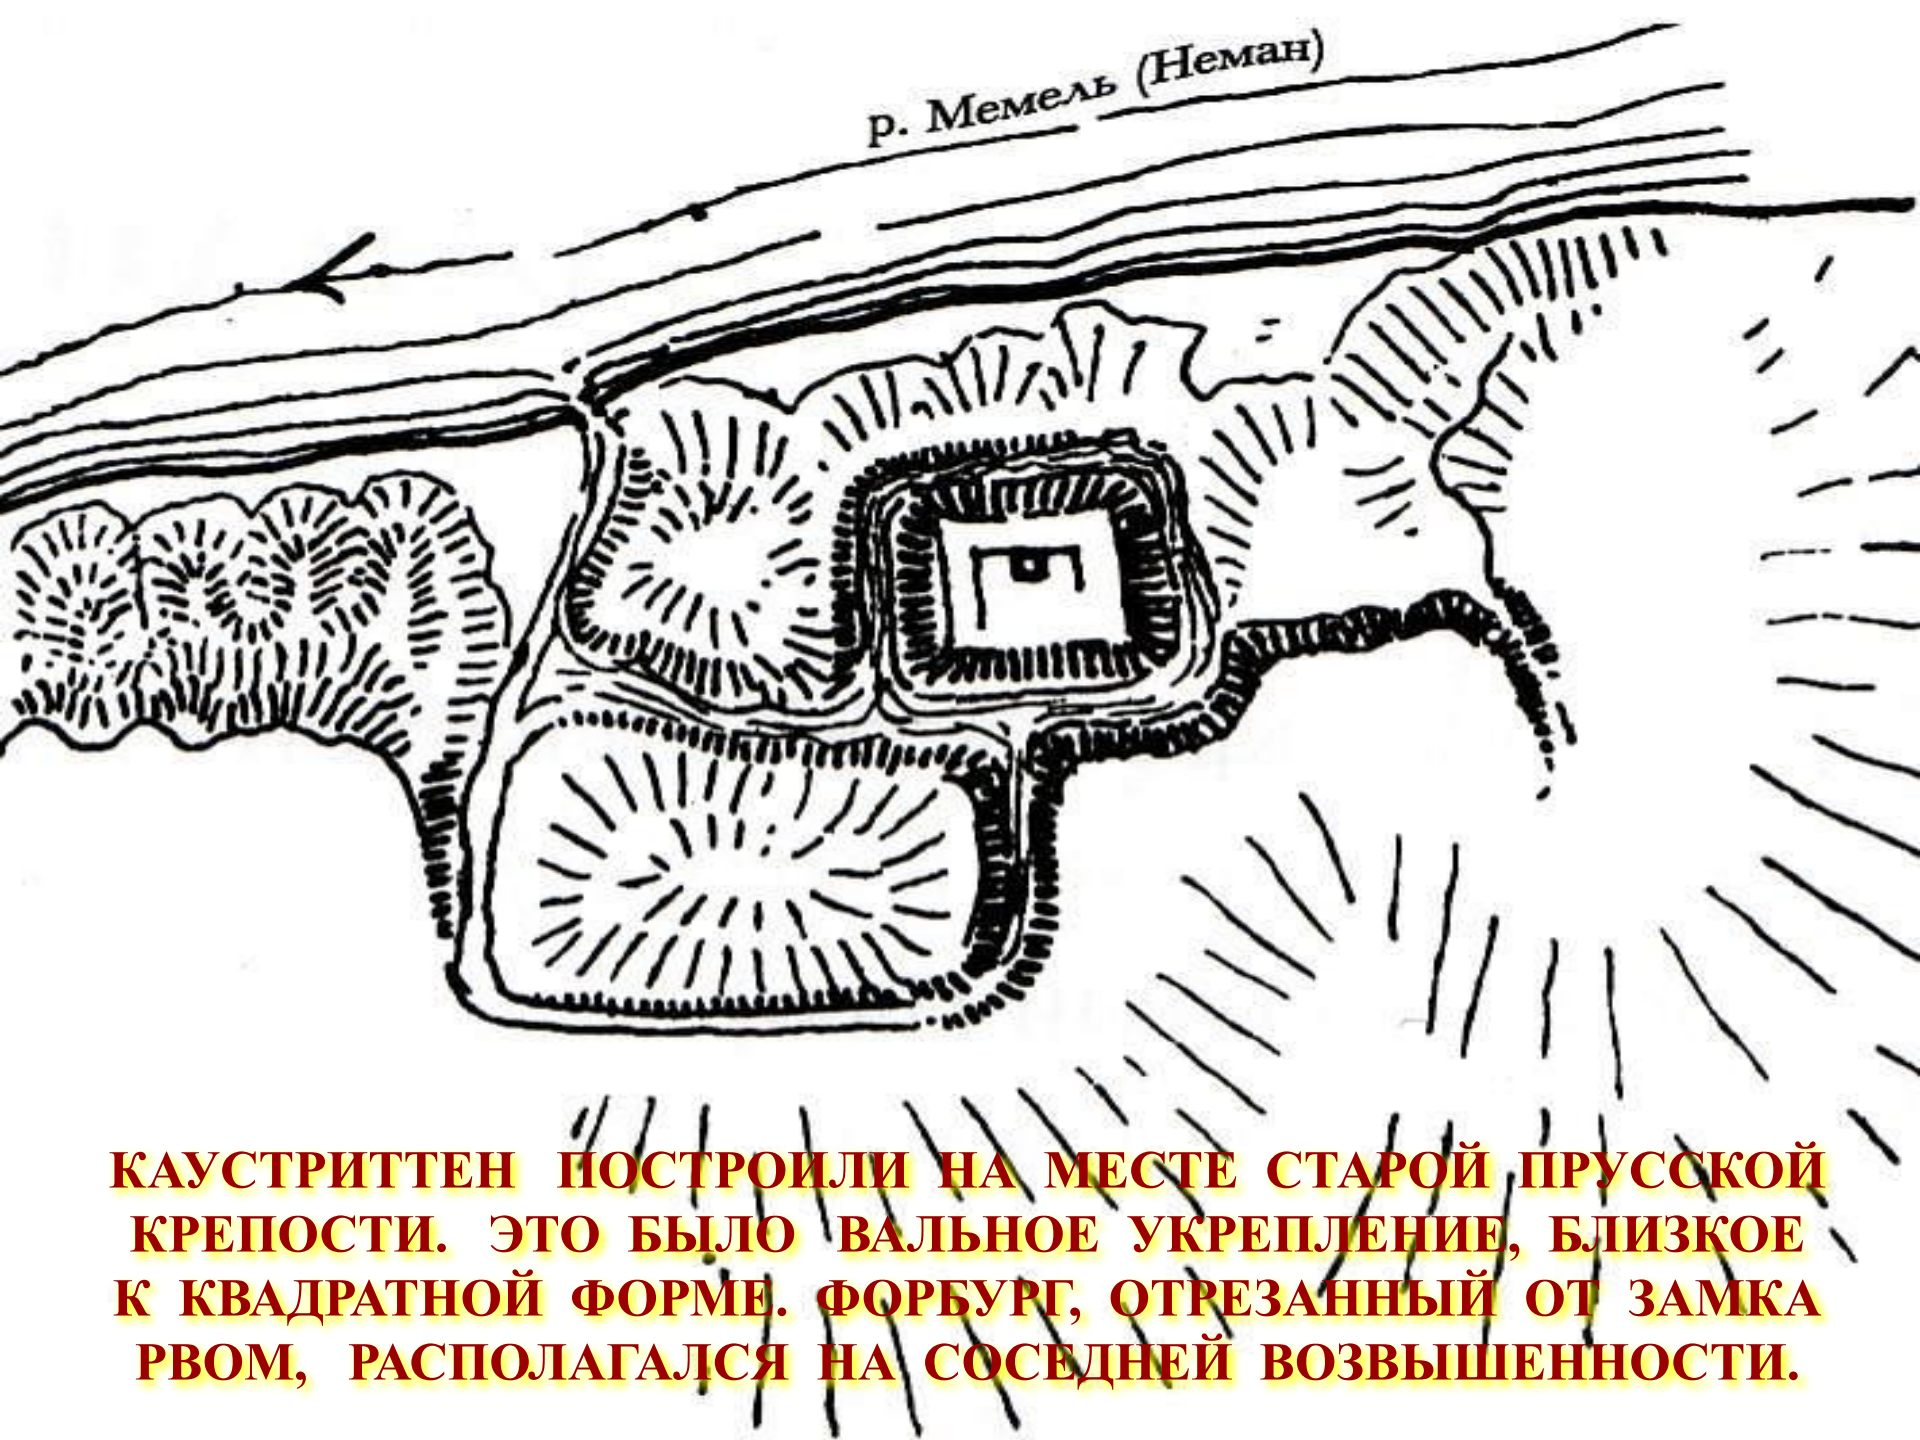 р. Мемель (Неман)
КАУСТРИТТЕН ПОСТРОИЛИ НА МЕСТЕ СТАРОЙ ПРУССКОЙ
КРЕПОСТИ. ЭТО БЫЛО ВАЛЬНОЕ УКРЕПЛЕНИЕ, БЛИЗКОЕ
К КВАДРАТНОЙ ФОРМЕ. ФОРБУРГ, ОТРЕЗАННЫЙ ОТ ЗАМКА
РВОМ, РАСПОЛАГАЛСЯ НА СОСЕДНЕЙ ВОЗВЫШЕННОСТИ.